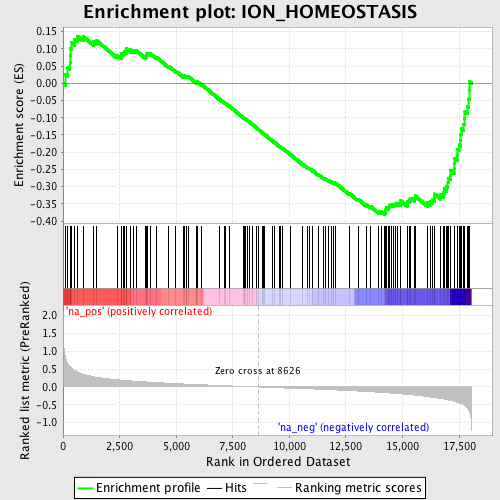 Enrichment plot: ION_HOMEOSTASIS
Enrichment score (ES)
0.15
0.10
0.05
0.00
-0.05
-0.10
-0.15
-0.20
-0.25
-0.30
-0.35
-0.40
'na_pos' (positively correlated)
Ranked list metric (PreRanked)
2.0
1.5
1.0
0.5
0.0
-0.5
-1.0
Zero cross at 8626
'na_neg' (negatively correlated)
0
2,500
5,000
7,500
10,000
12,500
15,000
17,500
Rank in Ordered Dataset
Enrichment profile
Hits
Ranking metric scores